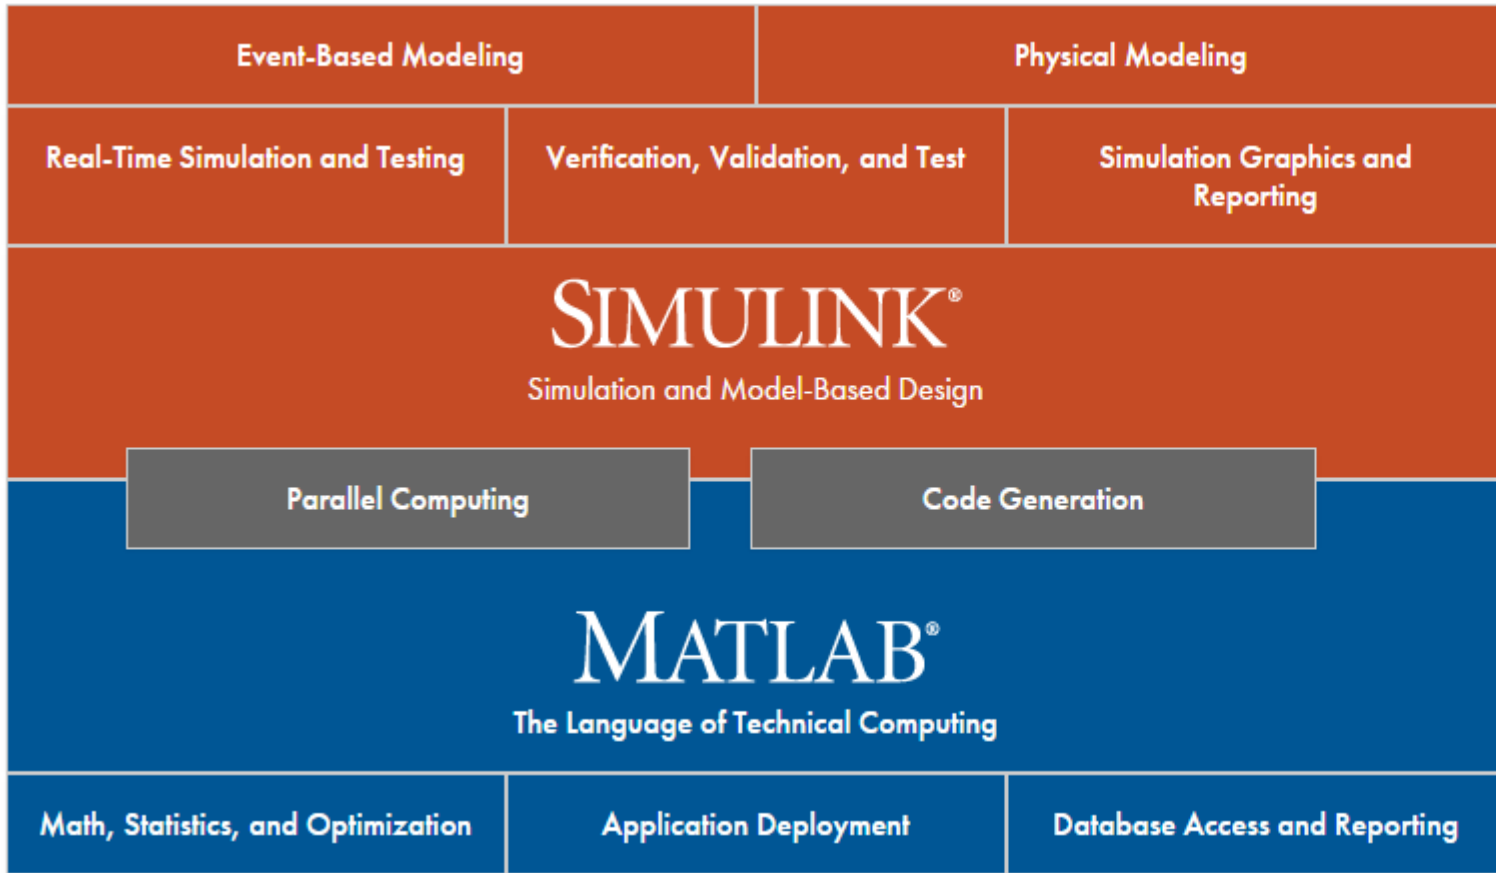 Event-Based Modeling
Physical Modeling
Real-Time Simulation and Testing
Verification, Validation, and Test
Simulation Graphics and
Reporting
SIMULINK®
Simulation and Model-Based Design
Parallel Computing
Code Generation
MATLAB®
The Language of Technical Computing
Math, Statistics, and Optimization
Application Deployment
Database Access and Reporting